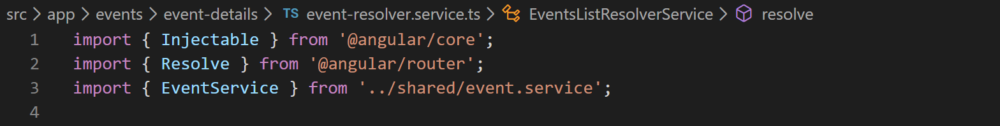 src > app > events > event-details > TS event-resolver.service.ts > EventsListResolverService > resolve
1 import { Injectable } from '@angular/core';
2 import { Resolve } from '@angular/router';
3 import { EventService } from '../shared/event.service';
4